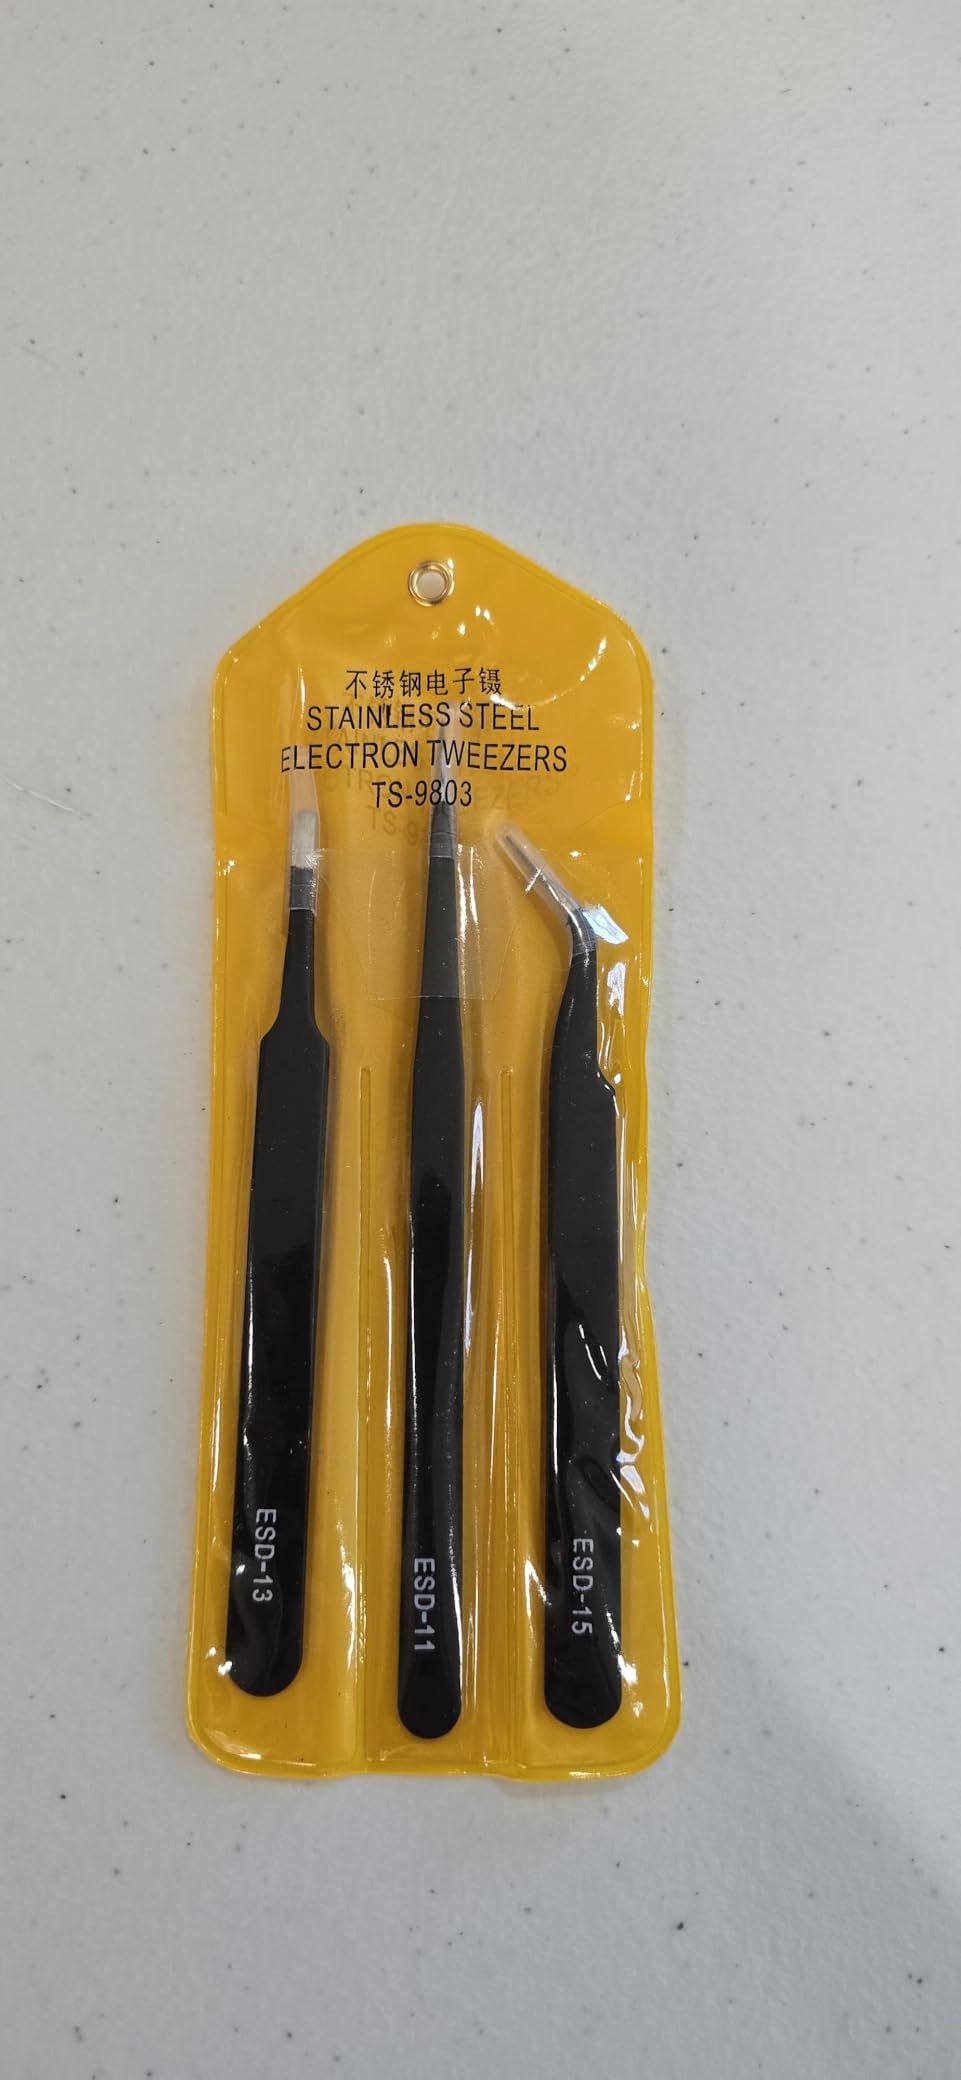 不锈钢电子镊
STAINLESS STEEL
ELECTRON TWEEZERS
TS-9803
ESD-13
ESD-11
ESD-15